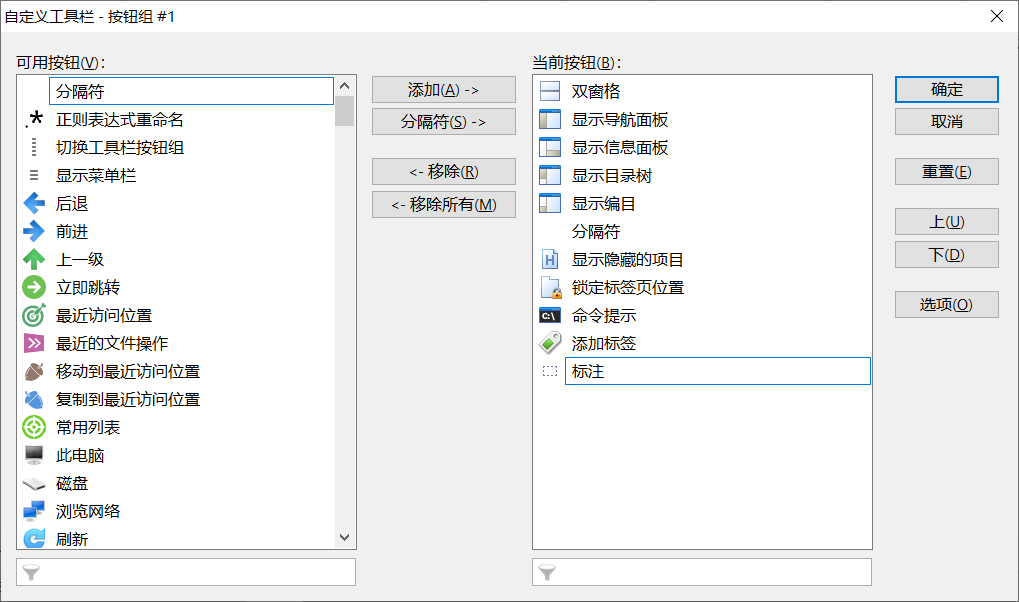 自定义工具栏 - 按钮组 #1
可用按钮(V):
分隔符
正则表达式重命名
切换工具栏按钮组
显示菜单栏
后退
前进
上一级
立即跳转
最近访问位置
最近的文件操作
移动到最近访问位置
复制到最近访问位置
常用列表
此电脑
磁盘
浏览网络
刷新
添加(A) ->
分隔符(S) ->
<- 移除(R)
<- 移除所有(M)
当前按钮(B):
双窗格
显示导航面板
显示信息面板
显示目录树
显示编目
分隔符
H
显示隐藏的项目
锁定标签页位置
C:\
命令提示
添加标签
标注
确定
取消
重置(E)
上(U)
下(D)
选项(O)